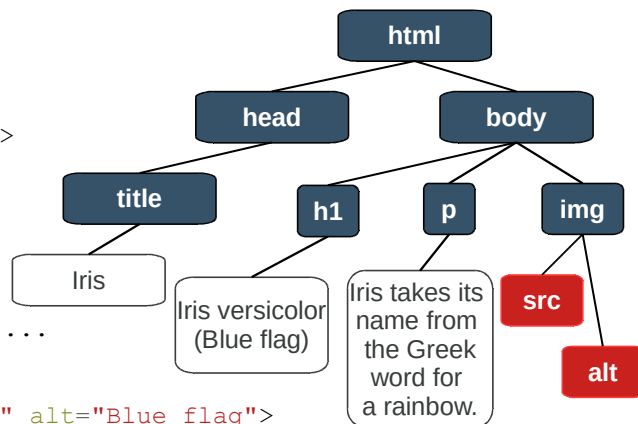 html
head
body
>
title
h1
p
img
Iris
Iris versicolor
(Blue flag)
Iris takes its
name from
the Greek
word for
a rainbow.
src
...
alt
" alt="Blue flag">